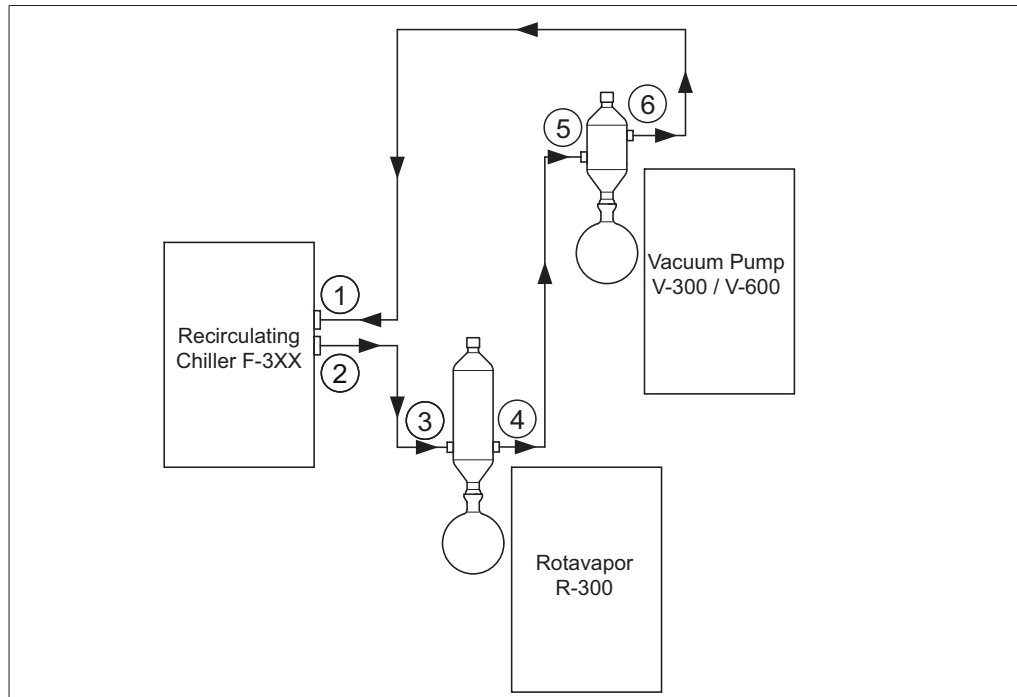 6
5
Vacuum Pump
V-300 / V-600
1
Recirculating
Chiller F-3XX
2
3
4
Rotavapor
R-300